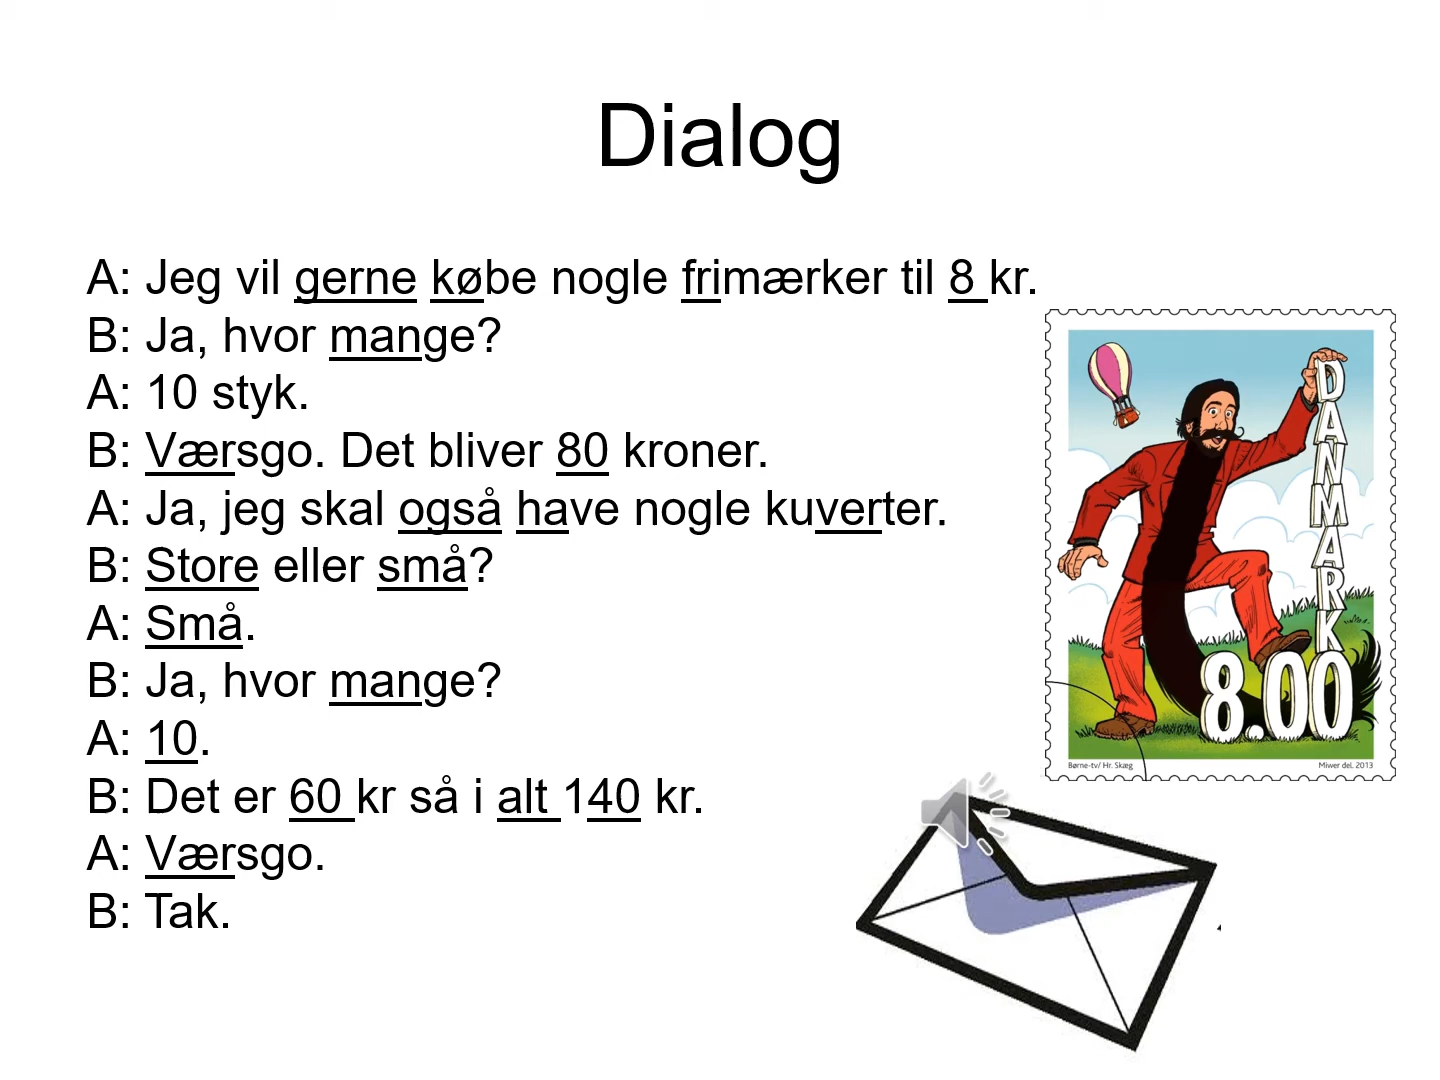 Dialog
A: Jeg vil gerne købe nogle frimærker til 8 kr.
B: Ja, hvor mange?
A: 10 styk.
B: Værsgo. Det bliver 80 kroner.
A: Ja, jeg skal også have nogle kuverter.
B: Store eller små?
A: Små.
B: Ja, hvor mange?
A: 10.
B: Det er 60 kr så i alt 140 kr.
A: Værsgo.
B: Tak.
DANMARK
8.00
Børne-tv/ Hr. Skæg
Miwer del. 2013